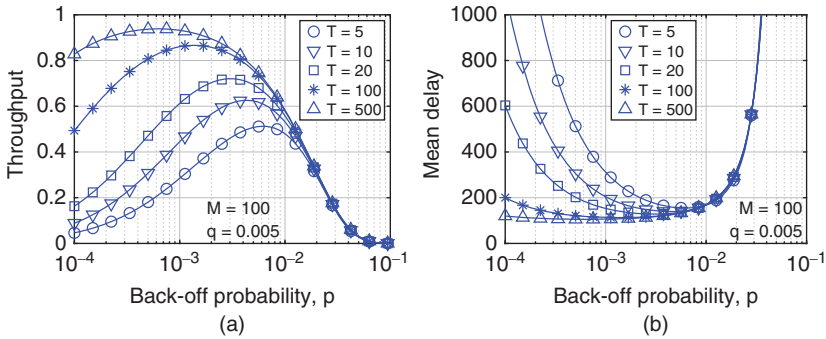 1
0.8
0.6
0.4
0.2
0
Throughput
T = 5
T = 10
T = 20
T = 100
T = 500
M = 100
q = 0.005
10−4
10−3
10−2
10−1
Back-off probability, p
(a)
1000
800
600
400
200
0
Mean delay
T = 5
T = 10
T = 20
T = 100
T = 500
M = 100
q = 0.005
10−4
10−3
10−2
10−1
Back-off probability, p
(b)